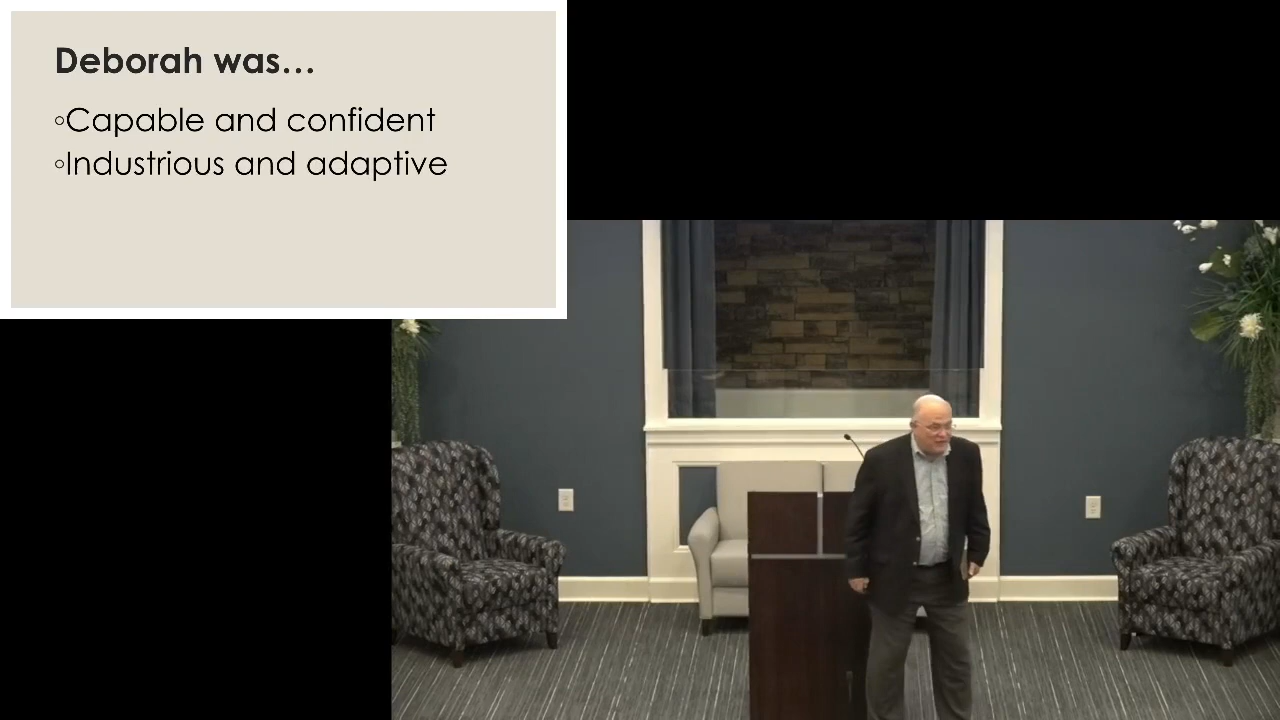 Deborah was...
◦Capable and confident
◦Industrious and adaptive